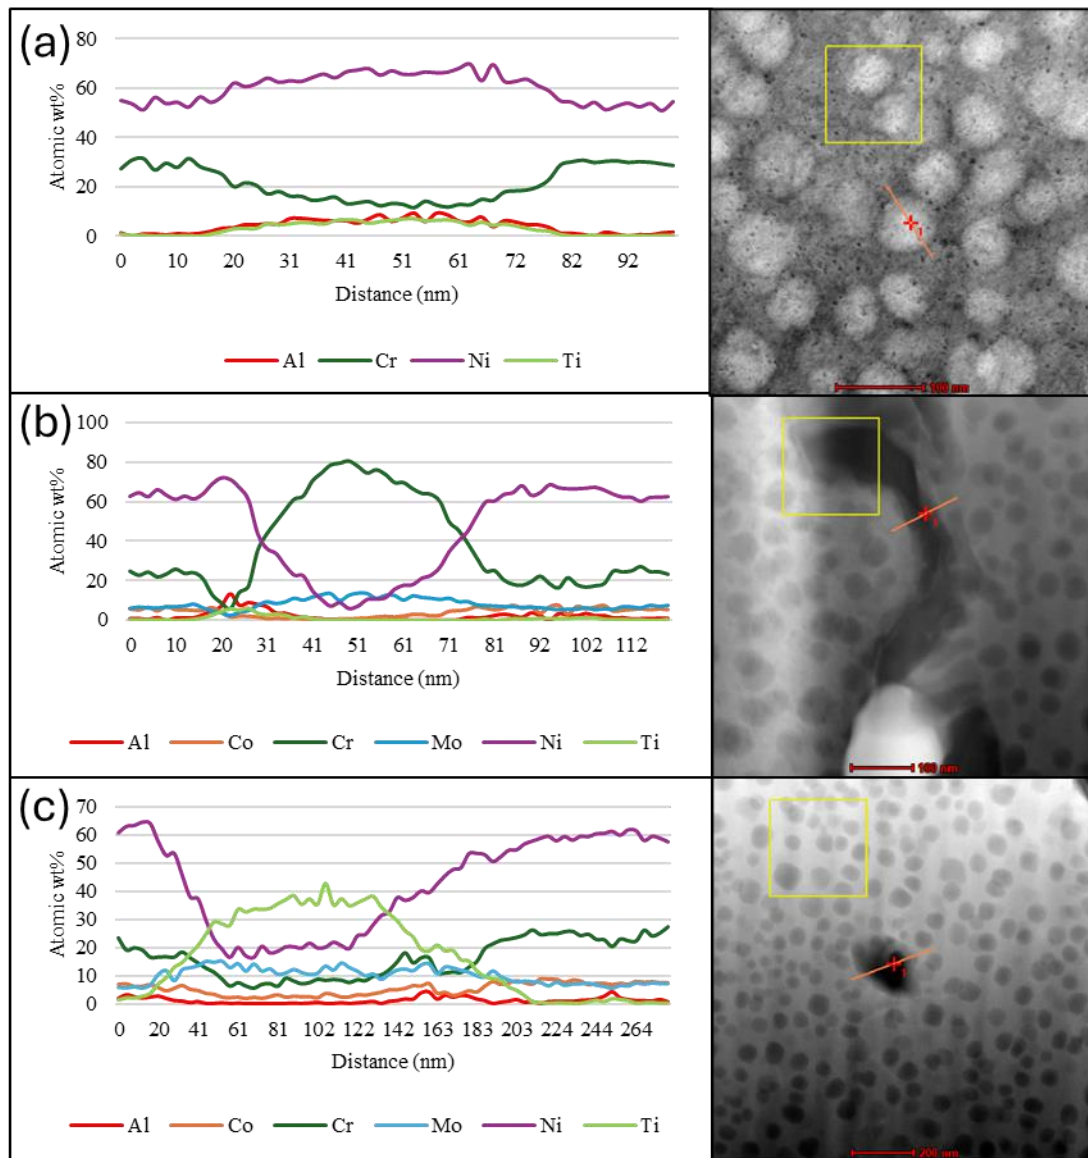 (a)
80
60
40
20
0
Atomic wt%
0 10 20 31 41 51 61 72 82 92
Distance (nm)
Al Cr Ni Ti
1
100 nm
(b)
100
80
60
40
20
0
Atomic wt%
0 10 20 31 41 51 61 71 81 92 102 112
Distance (nm)
Al Co Cr Mo Ni Ti
100 nm
(c)
70
60
50
40
30
20
10
0
Atomic wt%
0 20 41 61 81 102 122 142 163 183 203 224 244 264
Distance (nm)
Al Co Cr Mo Ni Ti
1
200 nm